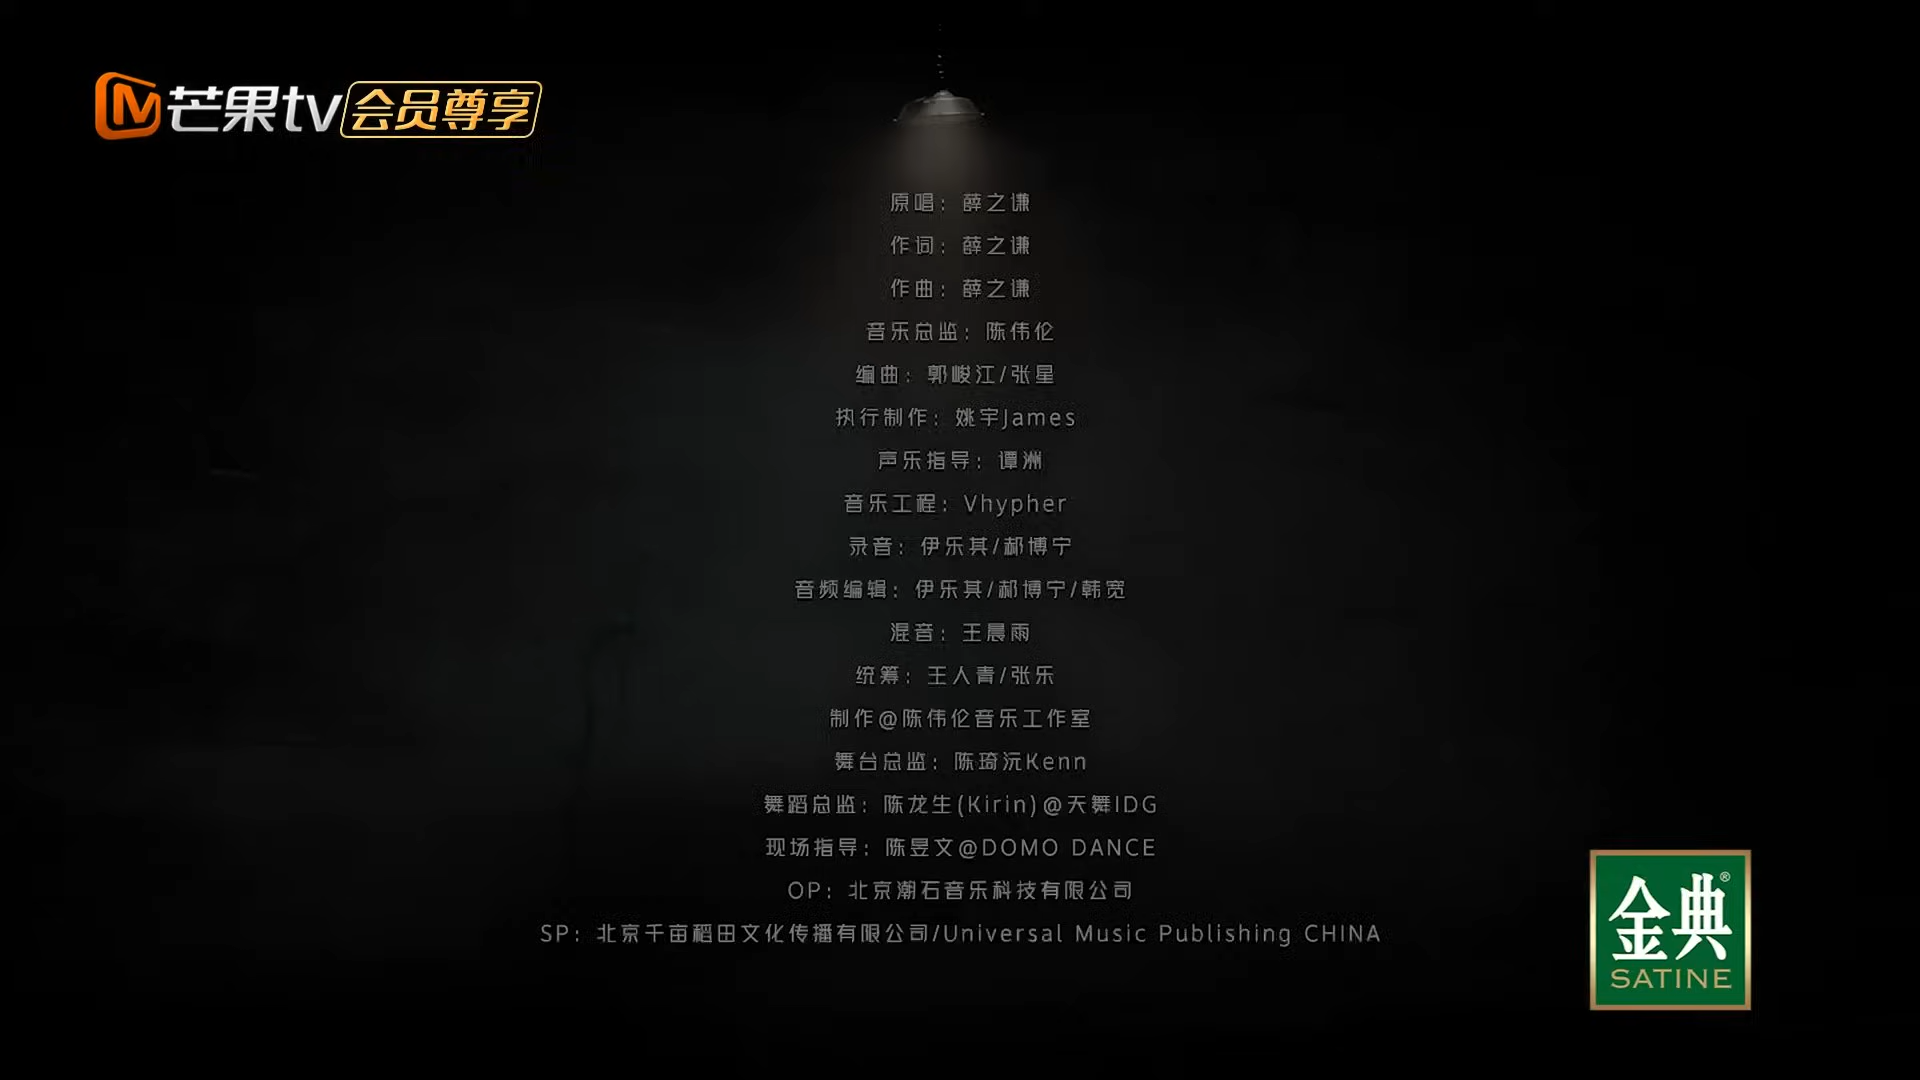 芒果tv会员尊享
原唱：薛之谦
作词：薛之谦
作曲：薛之谦
音乐总监：陈伟伦
编曲：郭峻江/张星
执行制作：姚宇James
声乐指导：谭洲
音乐工程：Vhypher
录音：伊乐其/郝博宁
音频编辑：伊乐其/郝博宁/韩宽
混音：王晨雨
统筹：王人青/张乐
制作@陈伟伦音乐工作室
舞台总监：陈琦沅Kenn
舞蹈总监：陈龙生(Kirin)@天舞IDG
现场指导：陈昱文@DOMO DANCE
OP：北京潮石音乐科技有限公司
SP：北京千亩稻田文化传播有限公司/Universal Music Publishing CHINA
金典®
SATINE